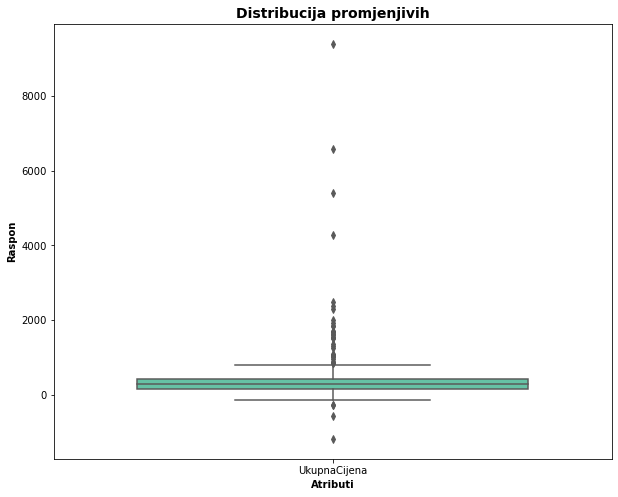 Distribucija promjenjivih
Raspon
8000
6000
4000
2000
0
UkupnaCijena
Atributi